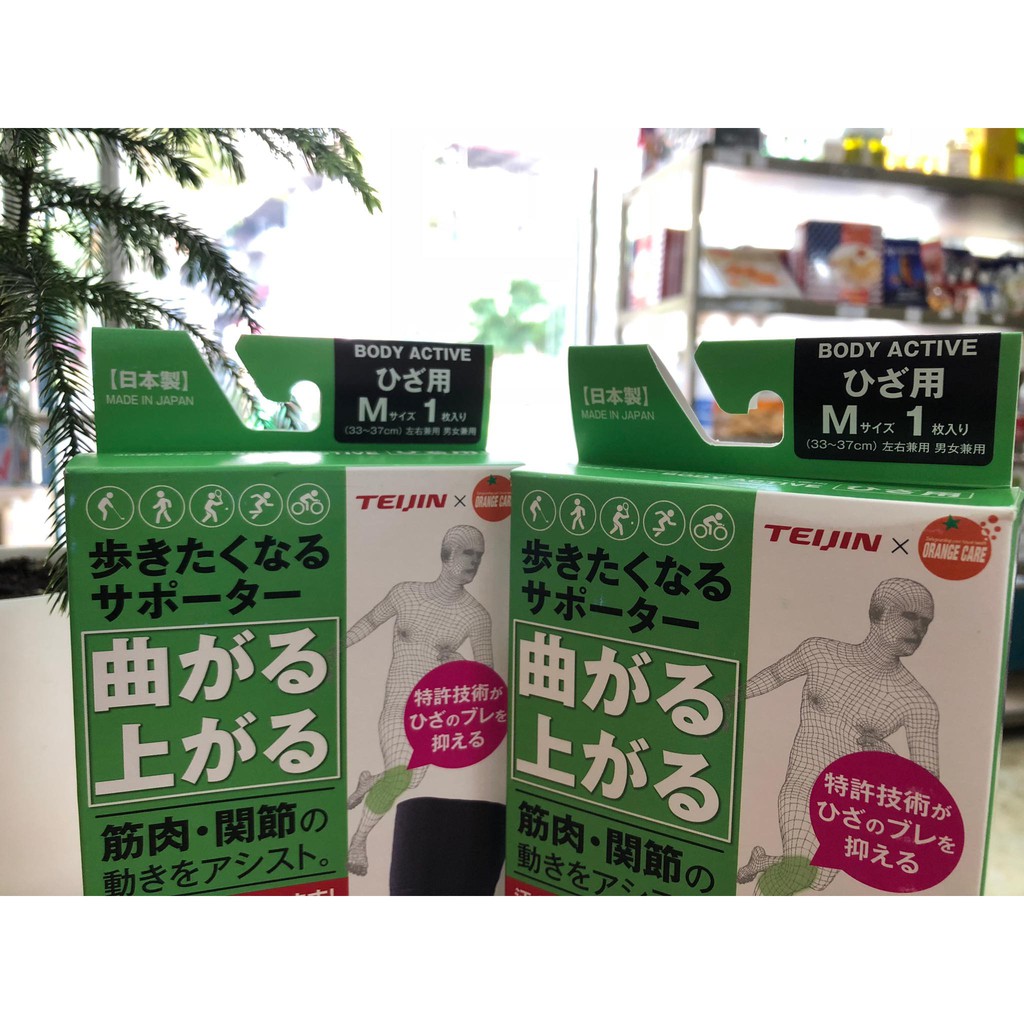 【日本製】
MADE IN JAPAN
BODY ACTIVE
ひざ用
Mサイズ 1枚入り
(33~37cm) 左右兼用 男女兼用
TEIJIN × ORANGE CARE
歩きたくなる
サポーター
曲がる
上がる
筋肉・関節の
動きをアシスト。
特許技術が
ひざのブレを
抑える
【日本製】
MADE IN JAPAN
BODY ACTIVE
ひざ用
Mサイズ 1枚入り
(33~37cm) 左右兼用 男女兼用
TEIJIN × ORANGE CARE
歩きたくなる
サポーター
曲がる
上がる
筋肉・関節の
動きをアシス
特許技術が
ひざのブレを
抑える